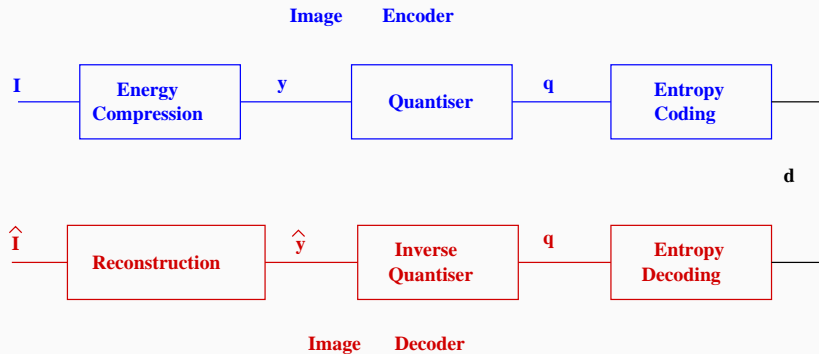 Image Encoder
I
Energy
Compression
y
Quantiser
q
Entropy
Coding
d
Î
Reconstruction
ŷ
Inverse
Quantiser
q
Entropy
Decoding
Image Decoder